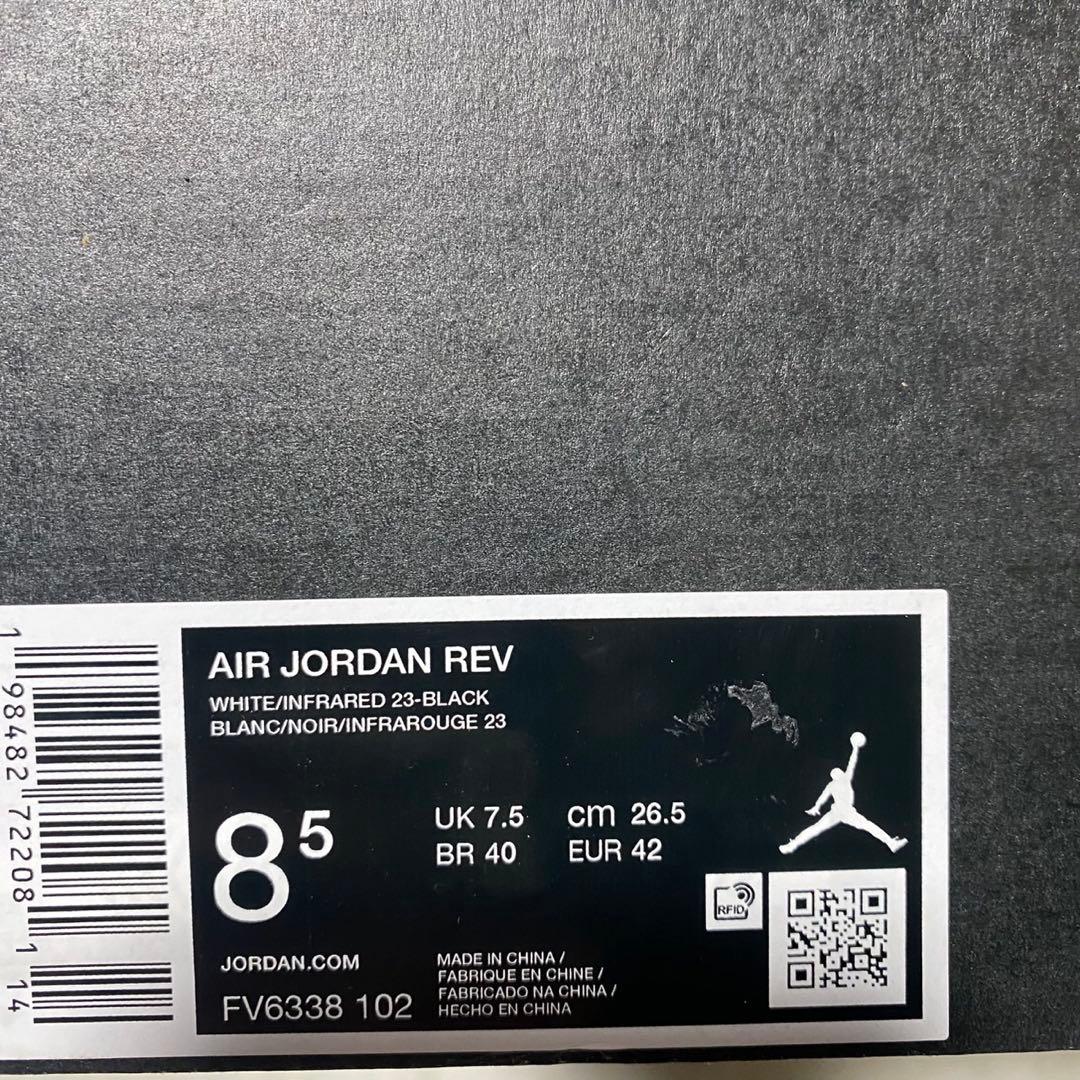 AIR JORDAN REV
WHITE/INFRARED 23-BLACK
BLANC/NOIR/INFRAROUGE 23
8 5
UK 7.5 cm 26.5
BR 40 EUR 42
RFID
JORDAN.COM
FV6338 102
MADE IN CHINA /
FABRIQUE EN CHINE /
FABRICADO NA CHINA /
HECHO EN CHINA
1 98482 72208 1 14